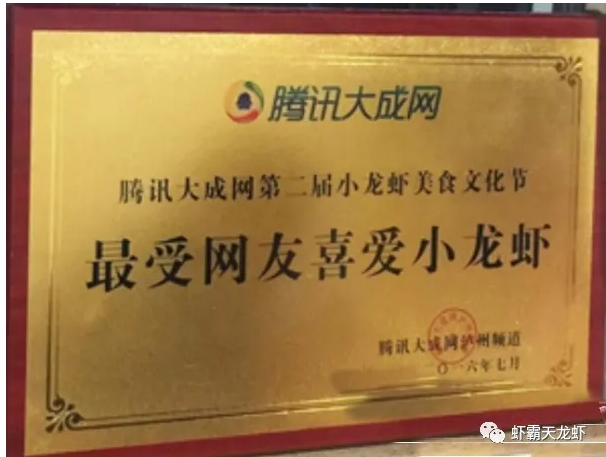 腾讯大成网
腾讯大成网第二届小龙虾美食文化节
最受网友喜爱小龙虾
腾讯大成网泸州频道
〇一六年七月
虾霸天龙虾